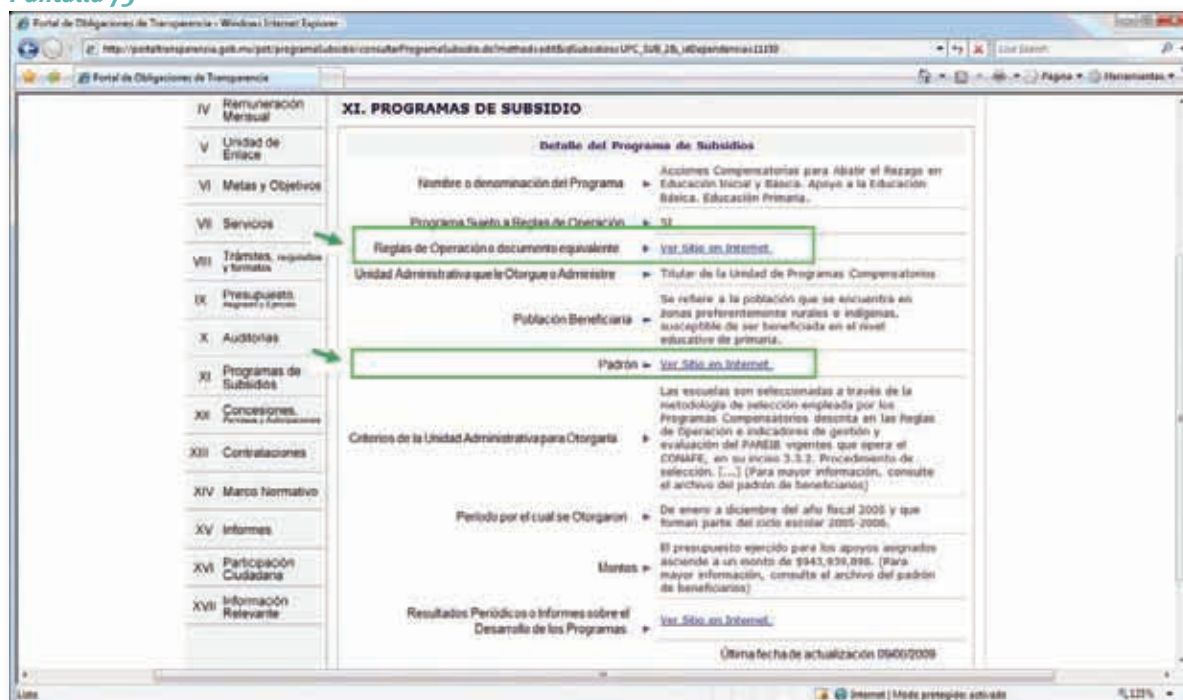 Pantalla 75
Portal de Obligaciones de Transparencia - Windows Internet Explorer
Live Search
Portal de Obligaciones de Transparencia
Página
Herramientas
IV Remuneración Mensual
V Unidad de Enlace
VI Metas y Objetivos
VII Servicios
VIII Trámites, requisitos y formatos
IX Presupuesto,
X Auditorías
XI Programas de Subsidios
XII Concesiones,
XIII Contrataciones
XIV Marco Normativo
XV Informes
XVI Participación Ciudadana
XVII Información Relevante
XI. PROGRAMAS DE SUBSIDIO
Detalle del Programa de Subsidios
Nombre o denominación del Programa
Acciones Compensatorias para Abatir el Rezago en
Educación Inicial y Básica. Apoyo a la Educación
Básica. Educación Primaria.
Programa Sujeto a Reglas de Operación
SI
Reglas de Operación o documento equivalente
Ver Sitio en Internet.
Unidad Administrativa que le Otorgue o Administre
Titular de la Unidad de Programas Compensatorios
Población Beneficiaria
Se refiere a la población que se encuentra en
zonas preferentemente rurales e indígenas,
susceptible de ser beneficiada en el nivel
educativo de primaria.
Padrón
Ver Sitio en Internet.
Criterios de la Unidad Administrativa para Otorgarla
Las escuelas son seleccionadas a través de la
metodología de selección empleada por los
Programas Compensatorios descrita en las Reglas
de Operación e indicadores de gestión y
evaluación del PAREIB vigentes que opera el
CONAFE, en su inciso 3.3.2. Procedimiento de
selección. [...] (Para mayor información, consulte
el archivo del padrón de beneficiarios)
Periodo por el cual se Otorgaron
De enero a diciembre del año fiscal 2005 y que
forman parte del ciclo escolar 2005-2006.
Montos
El presupuesto ejercido para los apoyos asignados
asciende a un monto de $943,939,898. (Para
mayor información, consulte el archivo del padrón
de beneficiarios)
Resultados Periódicos o Informes sobre el
Desarrollo de los Programas
Ver Sitio en Internet.
Última fecha de actualización
Listo
Internet | Modo protegido: activado
125%